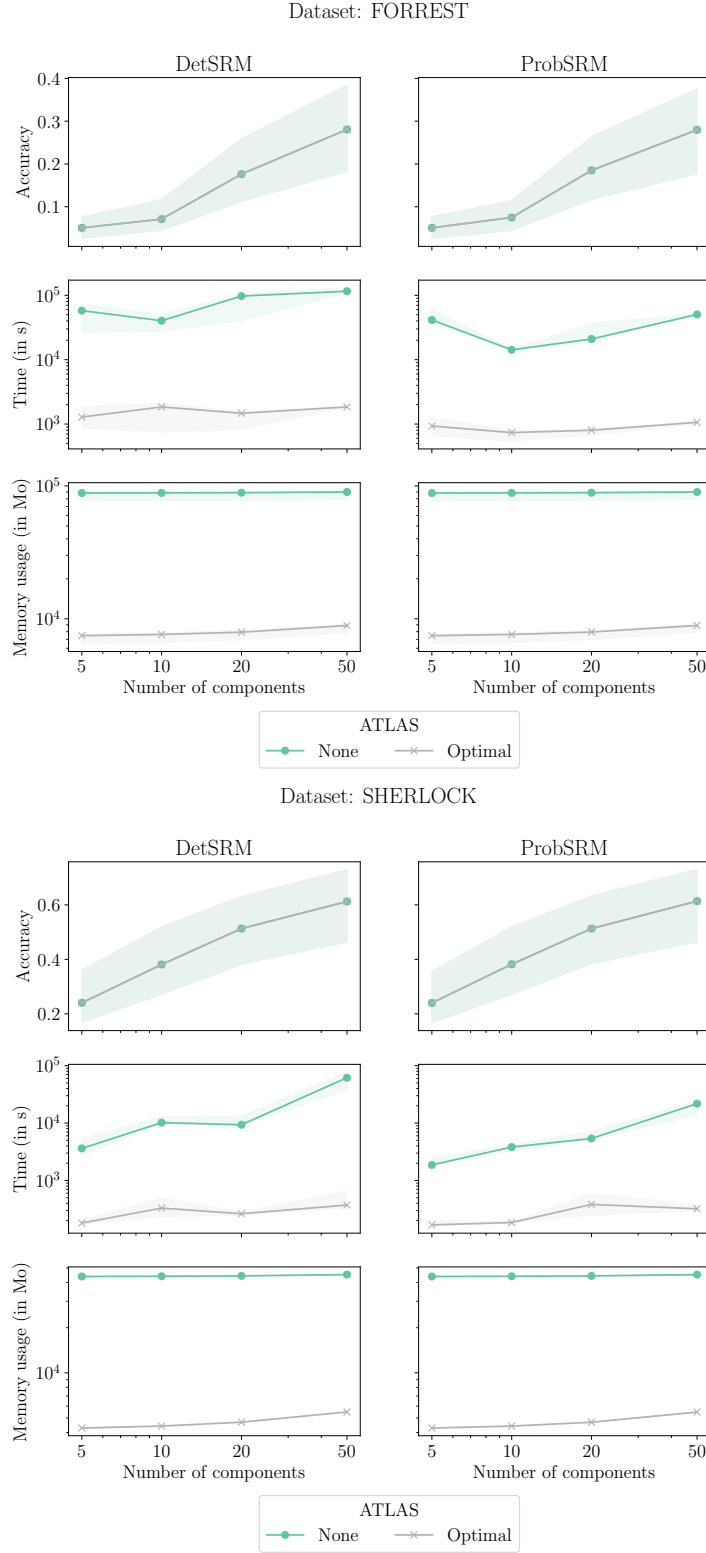 Dataset: FORREST
DetSRM ProbSRM
0.4
0.3
0.2
0.1
Accuracy
10^5
10^4
10^3
Time (in s)
10^5
10^4
Memory usage (in Mo)
5 10 20 50 5 10 20 50
Number of components Number of components
ATLAS
None Optimal
Dataset: SHERLOCK
DetSRM ProbSRM
0.6
0.4
0.2
Accuracy
10^5
10^4
10^3
Time (in s)
10^4
Memory usage (in Mo)
5 10 20 50 5 10 20 50
Number of components Number of components
ATLAS
None Optimal